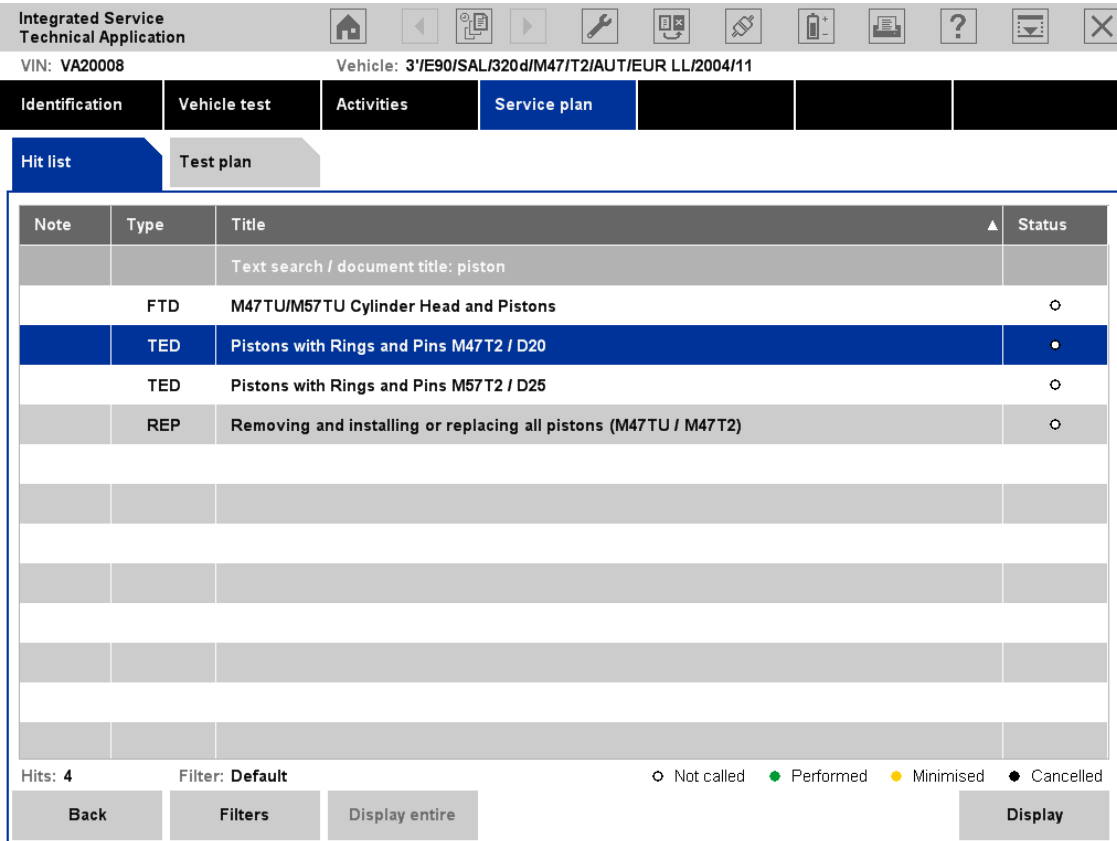 Integrated Service
Technical Application
VIN: VA20008 Vehicle: 3'/E90/SAL/320d/M47/T2/AUT/EUR LL/2004/11
Identification Vehicle test Activities Service plan
Hit list Test plan
Note Type Title Status
Text search / document title: piston
FTD M47TU/M57TU Cylinder Head and Pistons
TED Pistons with Rings and Pins M47T2 / D20
TED Pistons with Rings and Pins M57T2 / D25
REP Removing and installing or replacing all pistons (M47TU / M47T2)
Hits: 4 Filter: Default Not called Performed Minimised Cancelled
Back Filters Display entire Display